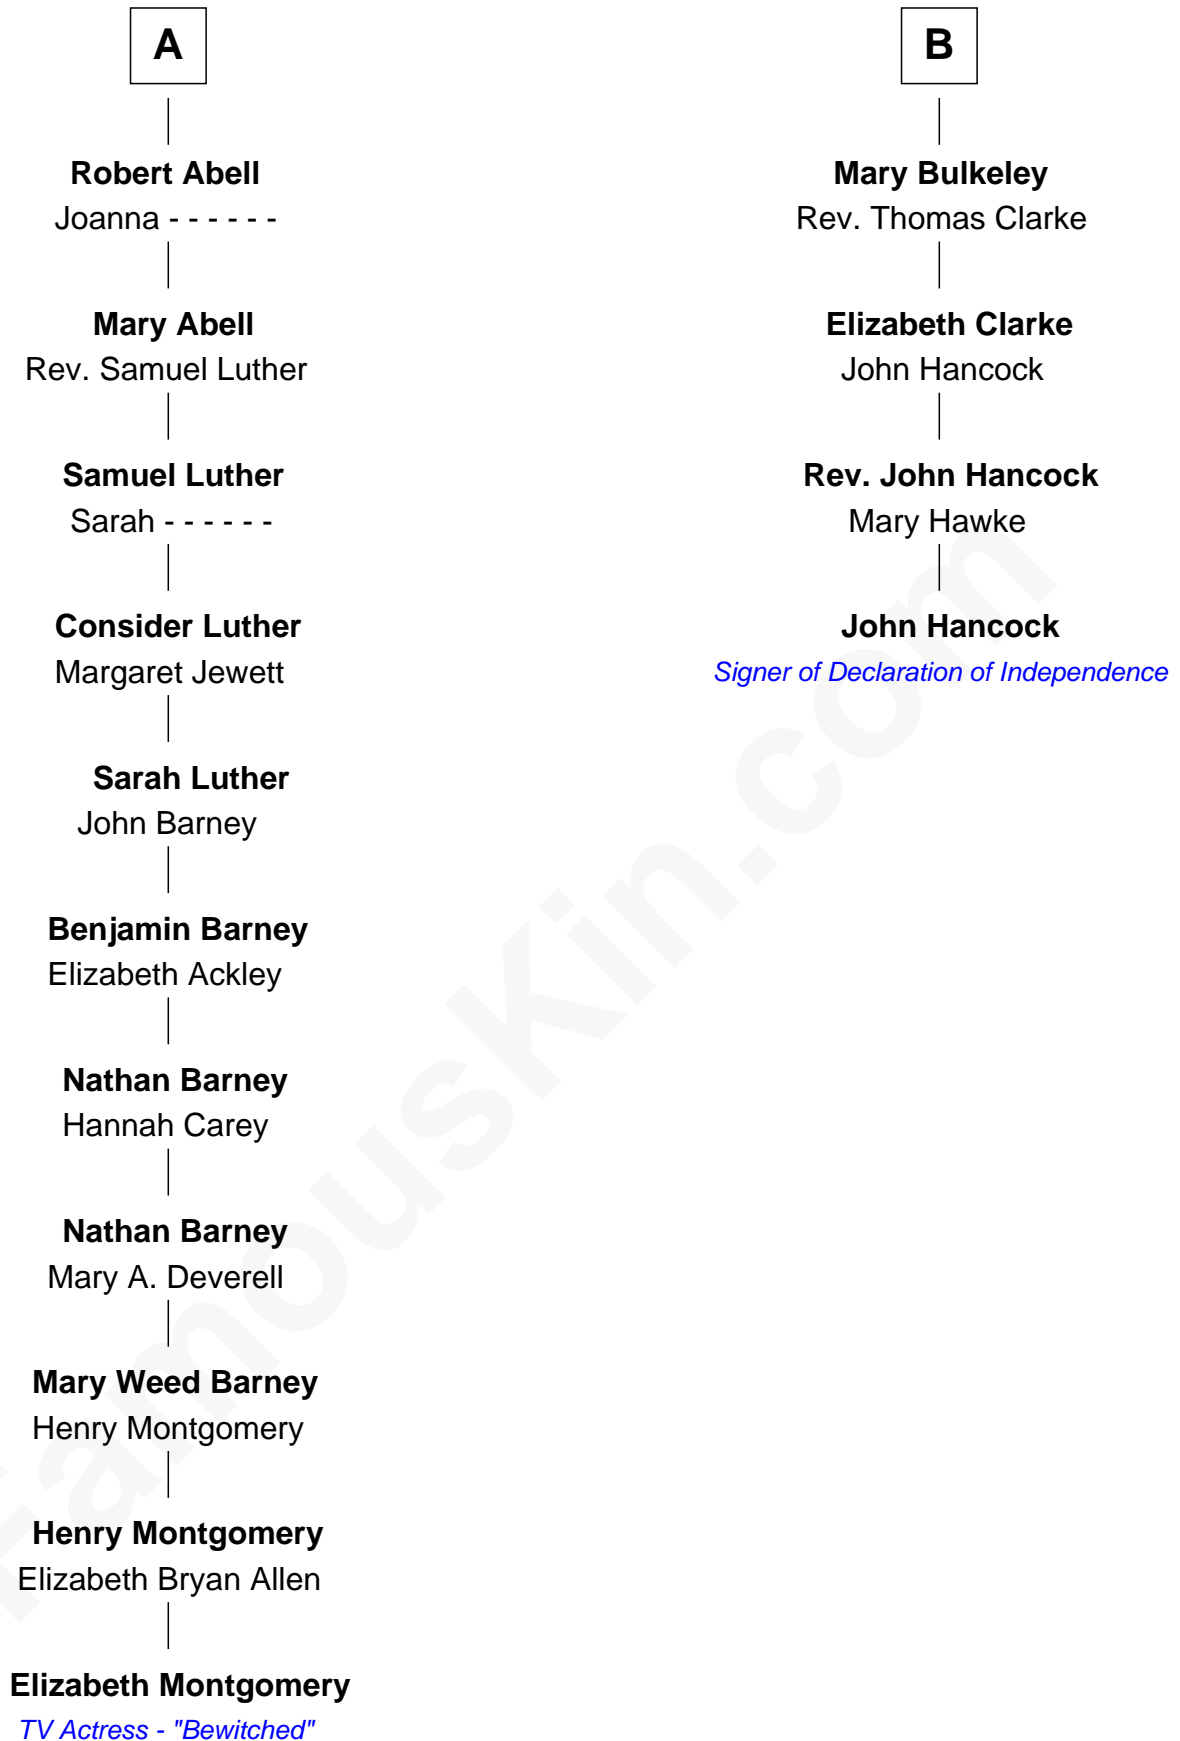 A
Robert Abell
Joanna - - - - - -
Mary Abell
Rev. Samuel Luther
Samuel Luther
Sarah - - - - - -
Consider Luther
Margaret Jewett
Sarah Luther
John Barney
Benjamin Barney
Elizabeth Ackley
Nathan Barney
Hannah Carey
Nathan Barney
Mary A. Deverell
Mary Weed Barney
Henry Montgomery
Henry Montgomery
Elizabeth Bryan Allen
Elizabeth Montgomery
TV Actress - "Bewitched"
B
Mary Bulkeley
Rev. Thomas Clarke
Elizabeth Clarke
John Hancock
Rev. John Hancock
Mary Hawke
John Hancock
Signer of Declaration of Independence
FamousKin.com